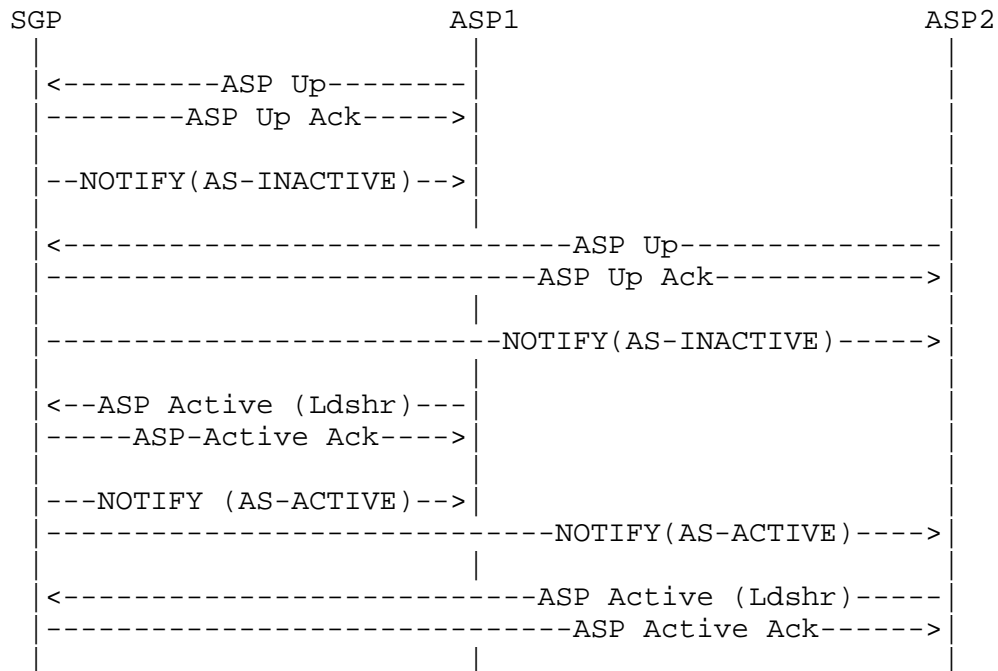 SGP ASP1 ASP2
<---------ASP Up--------
--------ASP Up Ack----->
--NOTIFY(AS-INACTIVE)-->
<-----------------------------ASP Up---------------
----------------------------ASP Up Ack------------>
--------------------------NOTIFY(AS-INACTIVE)----->
<--ASP Active (Ldshr)---
-----ASP-Active Ack---->
---NOTIFY (AS-ACTIVE)-->
-----------------------------NOTIFY(AS-ACTIVE)---->
<---------------------------ASP Active (Ldshr)-----
------------------------------ASP Active Ack------>